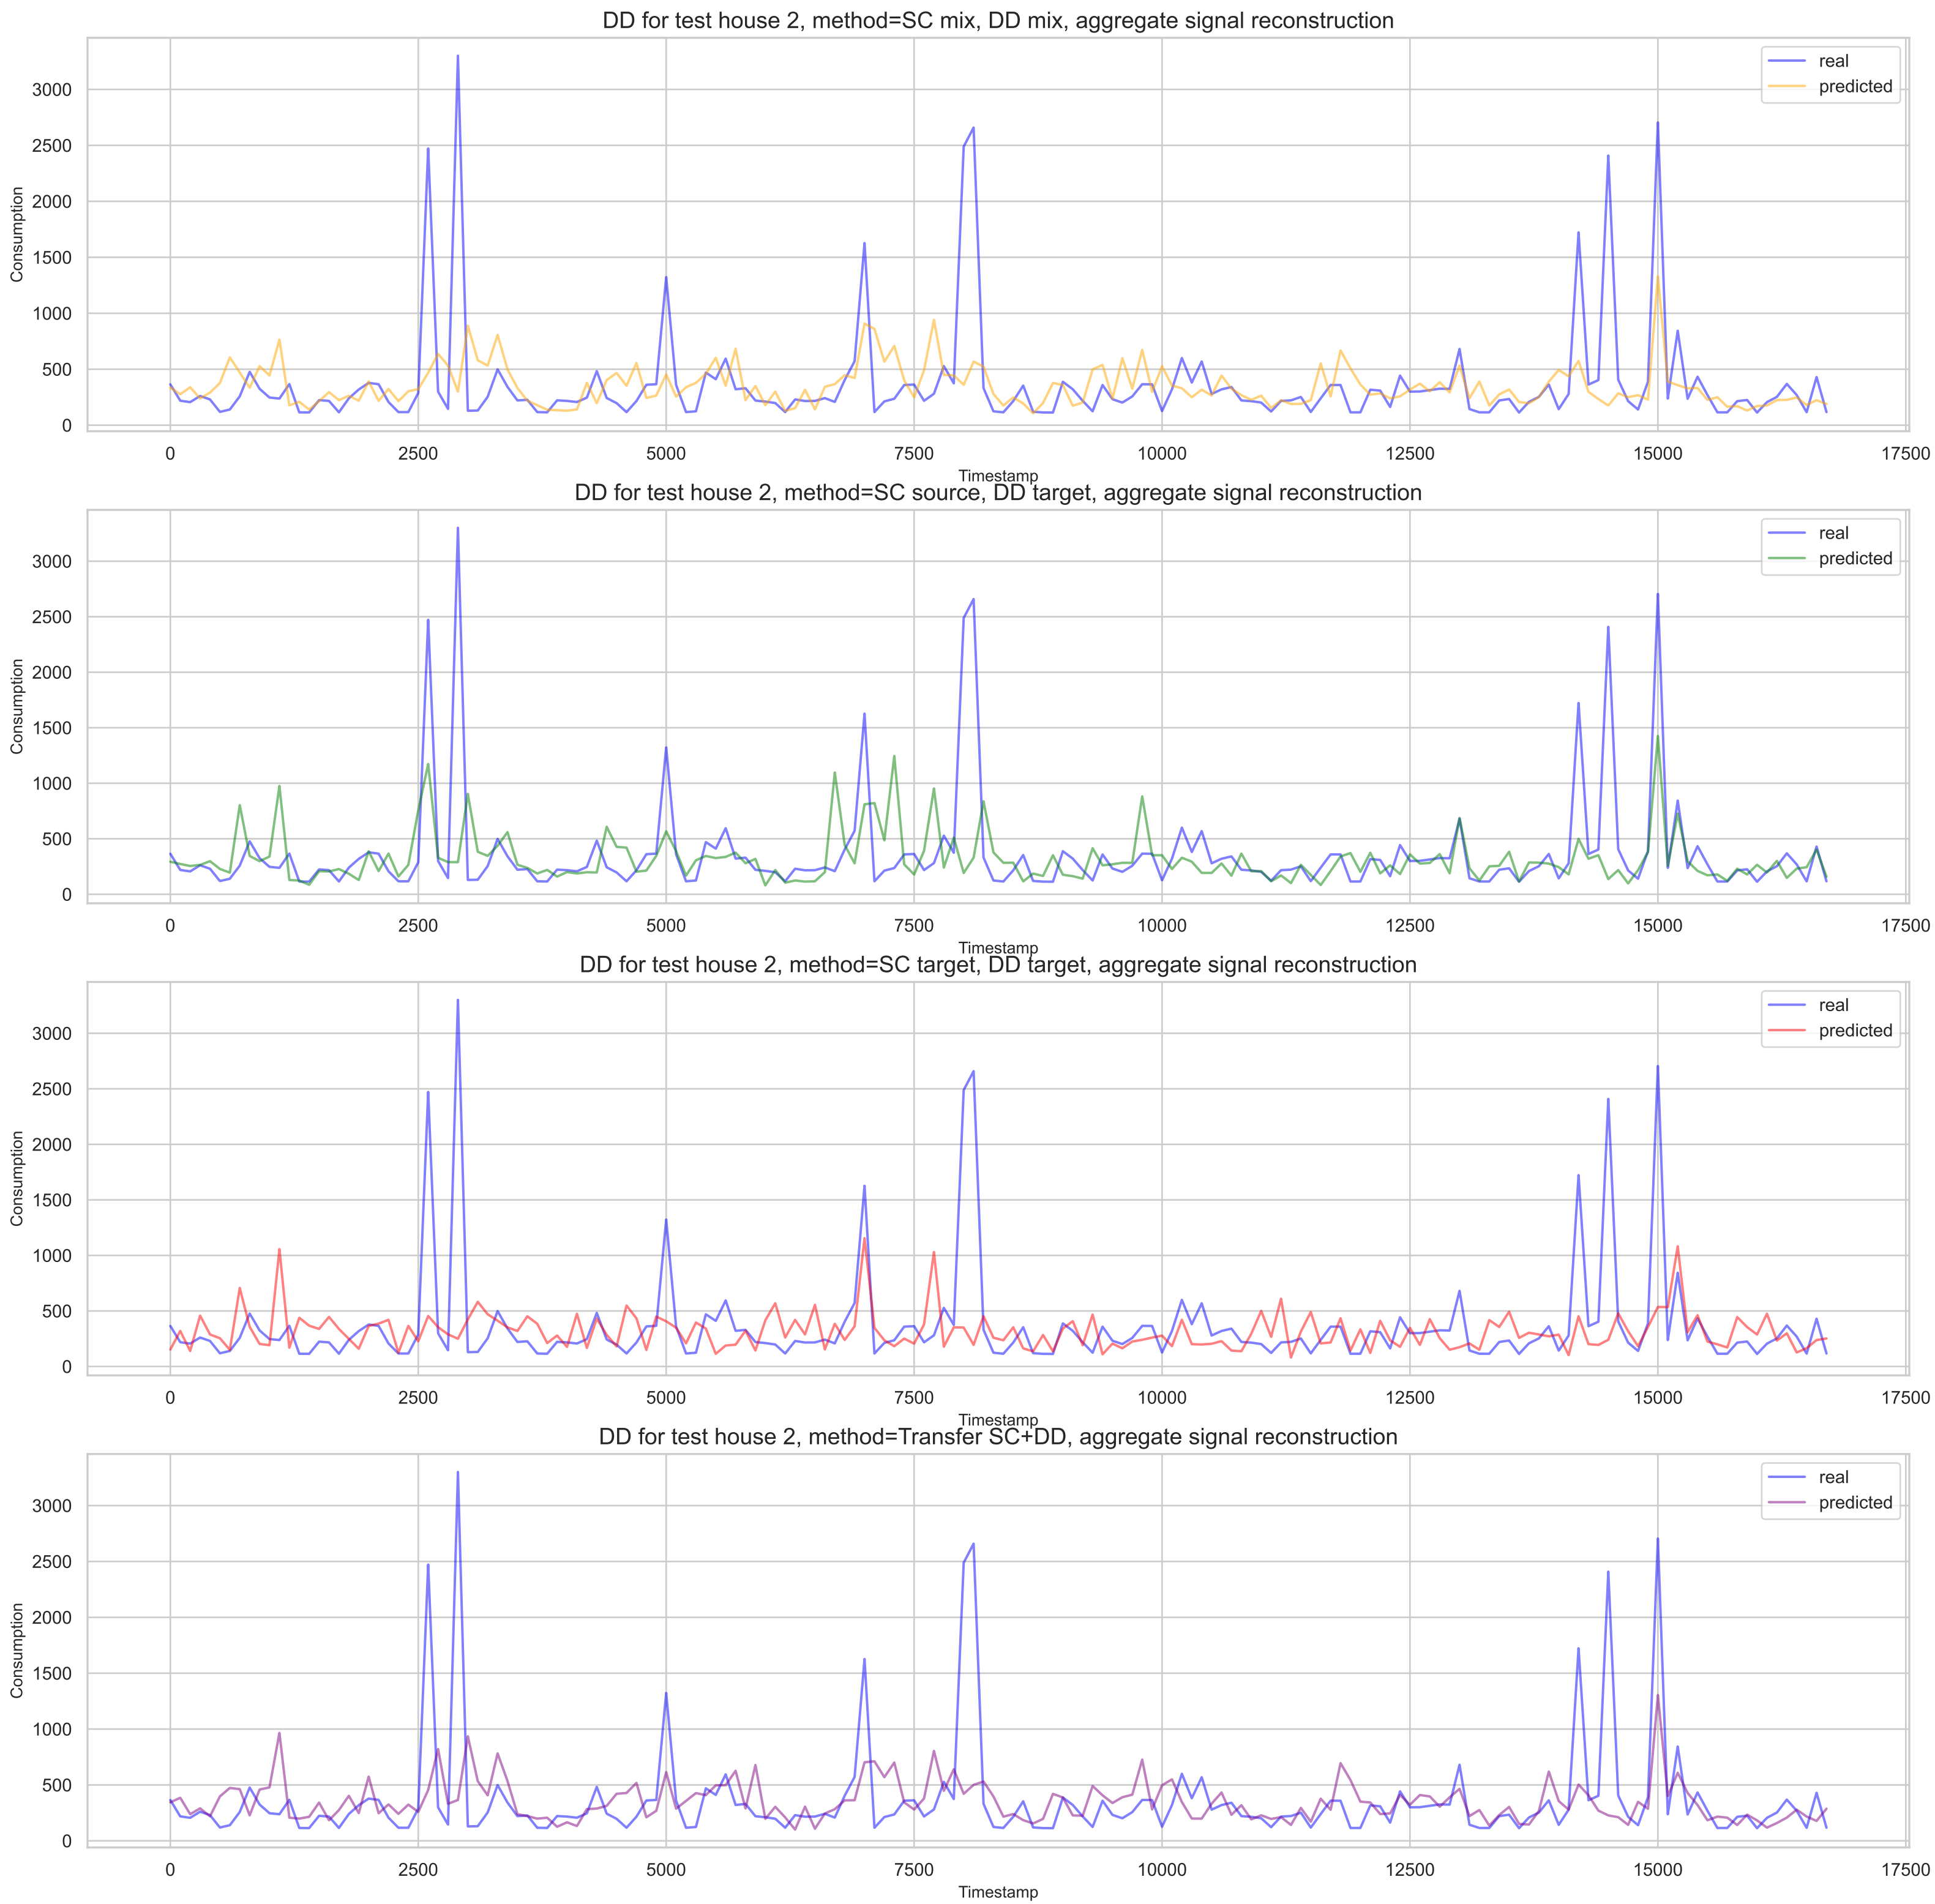 DD for test house 2, method=SC mix, DD mix, aggregate signal reconstruction
real
predicted
3000
2500
2000
1500
1000
500
0
Consumption
0 2500 5000 7500 10000 12500 15000 17500
Timestamp
DD for test house 2, method=SC source, DD target, aggregate signal reconstruction
real
predicted
3000
2500
2000
1500
1000
500
0
Consumption
0 2500 5000 7500 10000 12500 15000 17500
Timestamp
DD for test house 2, method=SC target, DD target, aggregate signal reconstruction
real
predicted
3000
2500
2000
1500
1000
500
0
Consumption
0 2500 5000 7500 10000 12500 15000 17500
Timestamp
DD for test house 2, method=Transfer SC+DD, aggregate signal reconstruction
real
predicted
3000
2500
2000
1500
1000
500
0
Consumption
0 2500 5000 7500 10000 12500 15000 17500
Timestamp